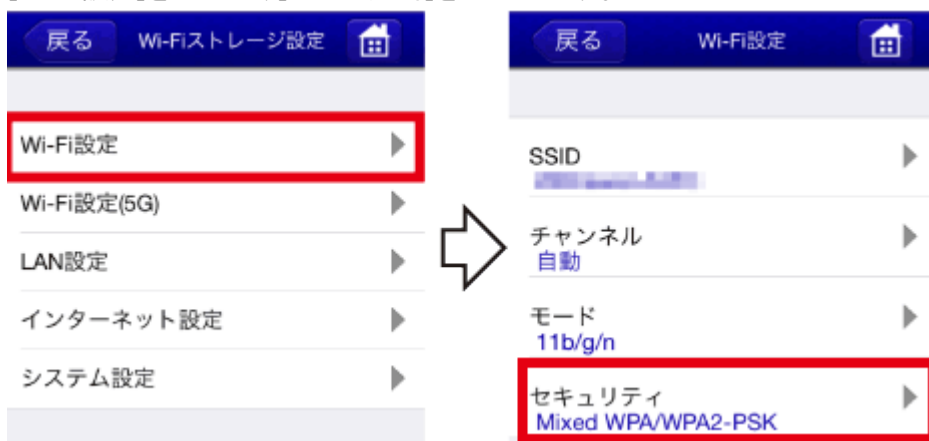 戻る Wi-Fiストレージ設定
Wi-Fi設定
Wi-Fi設定(5G)
LAN設定
インターネット設定
システム設定
戻る Wi-Fi設定
SSID
チャンネル
自動
モード
11b/g/n
セキュリティ
Mixed WPA/WPA2-PSK